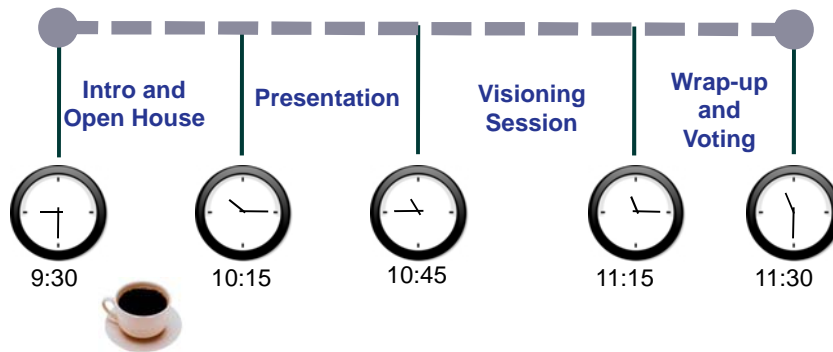 Intro and
Open House
Presentation
Visioning
Session
Wrap-up
and
Voting
9:30
10:15
10:45
11:15
11:30